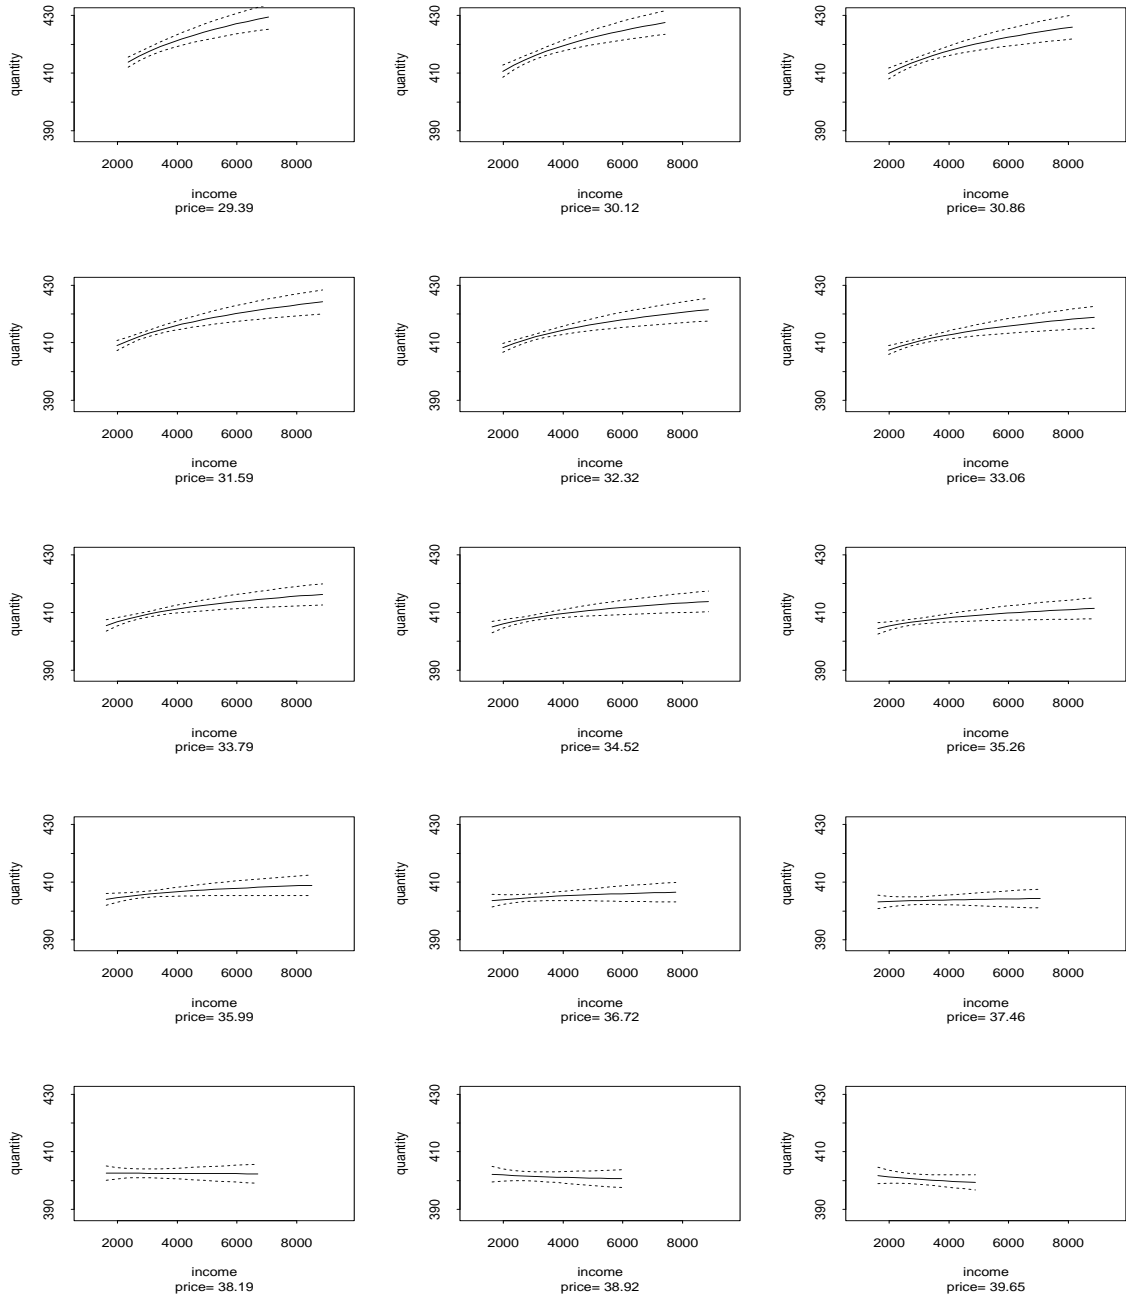 quantity
390 410 430
2000 4000 6000 8000
income
price= 29.39
quantity
390 410 430
2000 4000 6000 8000
income
price= 30.12
quantity
390 410 430
2000 4000 6000 8000
income
price= 30.86
quantity
390 410 430
2000 4000 6000 8000
income
price= 31.59
quantity
390 410 430
2000 4000 6000 8000
income
price= 32.32
quantity
390 410 430
2000 4000 6000 8000
income
price= 33.06
quantity
390 410 430
2000 4000 6000 8000
income
price= 33.79
quantity
390 410 430
2000 4000 6000 8000
income
price= 34.52
quantity
390 410 430
2000 4000 6000 8000
income
price= 35.26
quantity
390 410 430
2000 4000 6000 8000
income
price= 35.99
quantity
390 410 430
2000 4000 6000 8000
income
price= 36.72
quantity
390 410 430
2000 4000 6000 8000
income
price= 37.46
quantity
390 410 430
2000 4000 6000 8000
income
price= 38.19
quantity
390 410 430
2000 4000 6000 8000
income
price= 38.92
quantity
390 410 430
2000 4000 6000 8000
income
price= 39.65